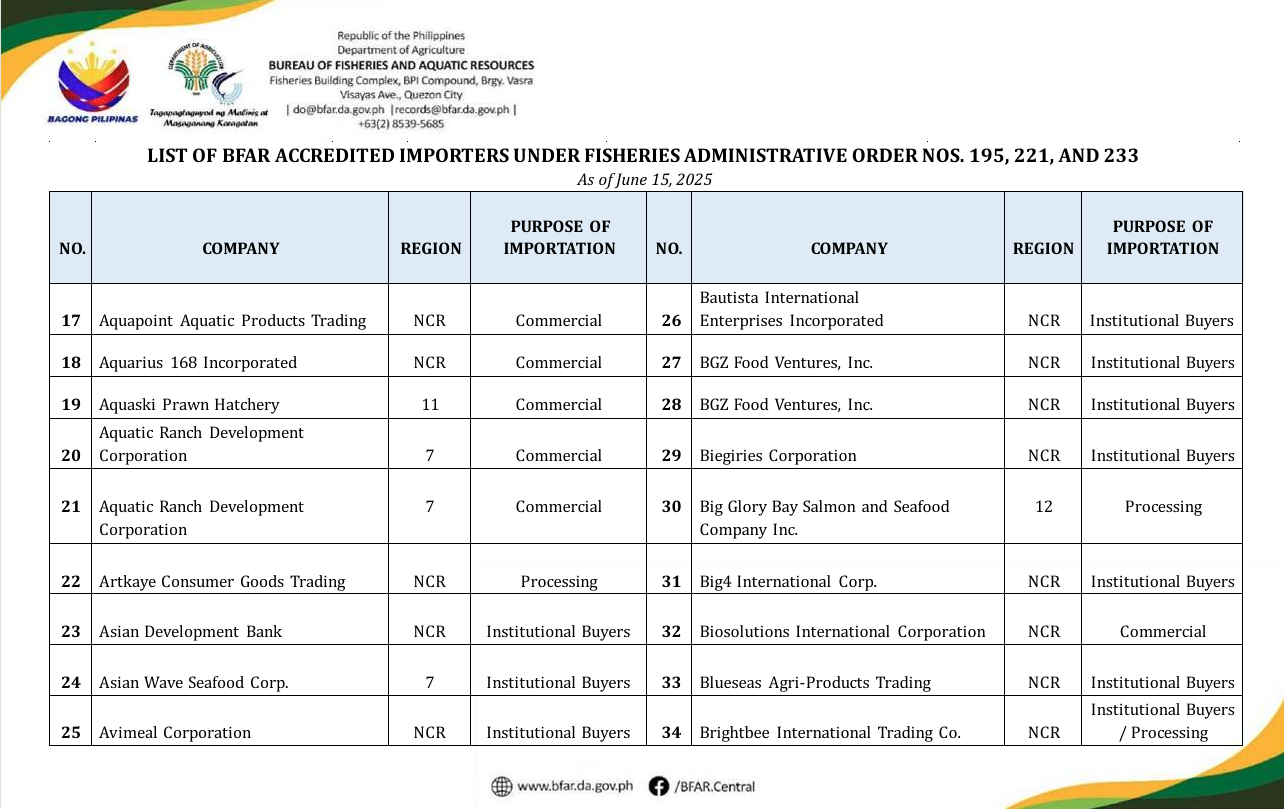 Republic of the Philippines
Department of Agriculture
BUREAU OF FISHERIES AND AQUATIC RESOURCES
Fisheries Building Complex, BPI Compound, Brgy. Vasra
Visayas Ave., Quezon City
| do@bfar.da.gov.ph |records@bfar.da.gov.ph |
+63(2) 8539-5685
BAGONG PILIPINAS
DEPARTMENT OF AGRICULTURE
Tagapagtaguyod ng Malinis at
Masaganang Karagatan
LIST OF BFAR ACCREDITED IMPORTERS UNDER FISHERIES ADMINISTRATIVE ORDER NOS. 195, 221, AND 233
As of June 15, 2025
NO. COMPANY REGION PURPOSE OF IMPORTATION NO. COMPANY REGION PURPOSE OF IMPORTATION
17 Aquapoint Aquatic Products Trading NCR Commercial 26 Bautista International Enterprises Incorporated NCR Institutional Buyers
18 Aquarius 168 Incorporated NCR Commercial 27 BGZ Food Ventures, Inc. NCR Institutional Buyers
19 Aquaski Prawn Hatchery 11 Commercial 28 BGZ Food Ventures, Inc. NCR Institutional Buyers
20 Aquatic Ranch Development Corporation 7 Commercial 29 Biegiries Corporation NCR Institutional Buyers
21 Aquatic Ranch Development Corporation 7 Commercial 30 Big Glory Bay Salmon and Seafood Company Inc. 12 Processing
22 Artkaye Consumer Goods Trading NCR Processing 31 Big4 International Corp. NCR Institutional Buyers
23 Asian Development Bank NCR Institutional Buyers 32 Biosolutions International Corporation NCR Commercial
24 Asian Wave Seafood Corp. 7 Institutional Buyers 33 Blueseas Agri-Products Trading NCR Institutional Buyers
25 Avimeal Corporation NCR Institutional Buyers 34 Brightbee International Trading Co. NCR Institutional Buyers / Processing
www.bfar.da.gov.ph /BFAR.Central